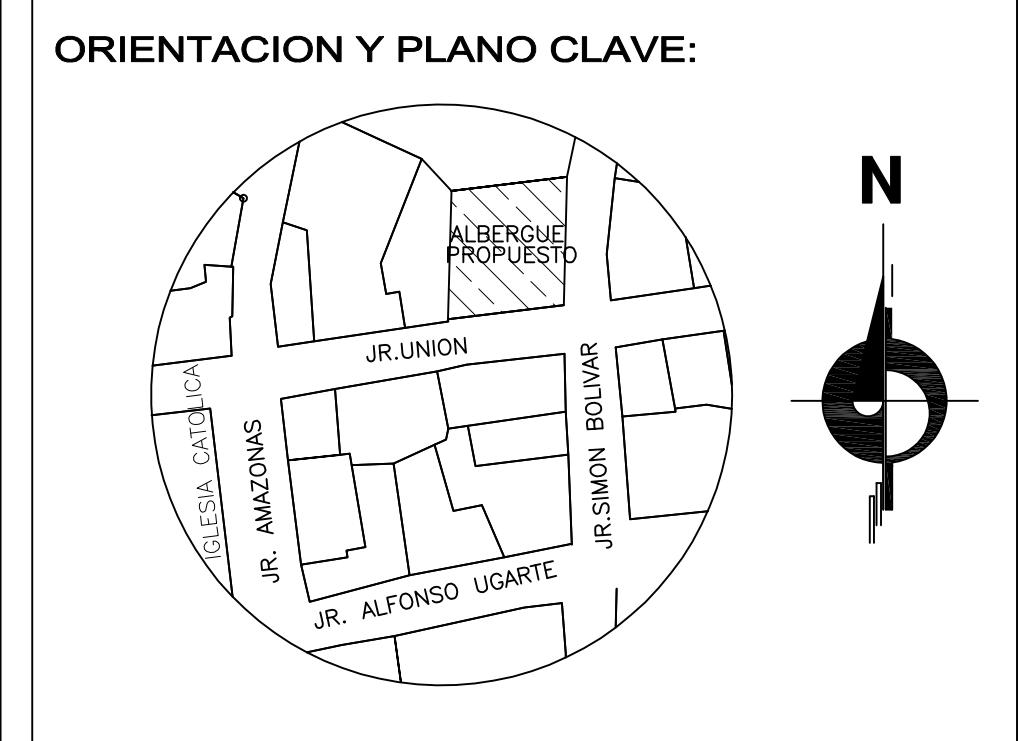 ORIENTACION Y PLANO CLAVE:
N
ALBERGUE
PROPUESTO
JR.UNION
IGLESIA CATOLICA
JR. AMAZONAS
JR.SIMON BOLIVAR
JR. ALFONSO UGARTE